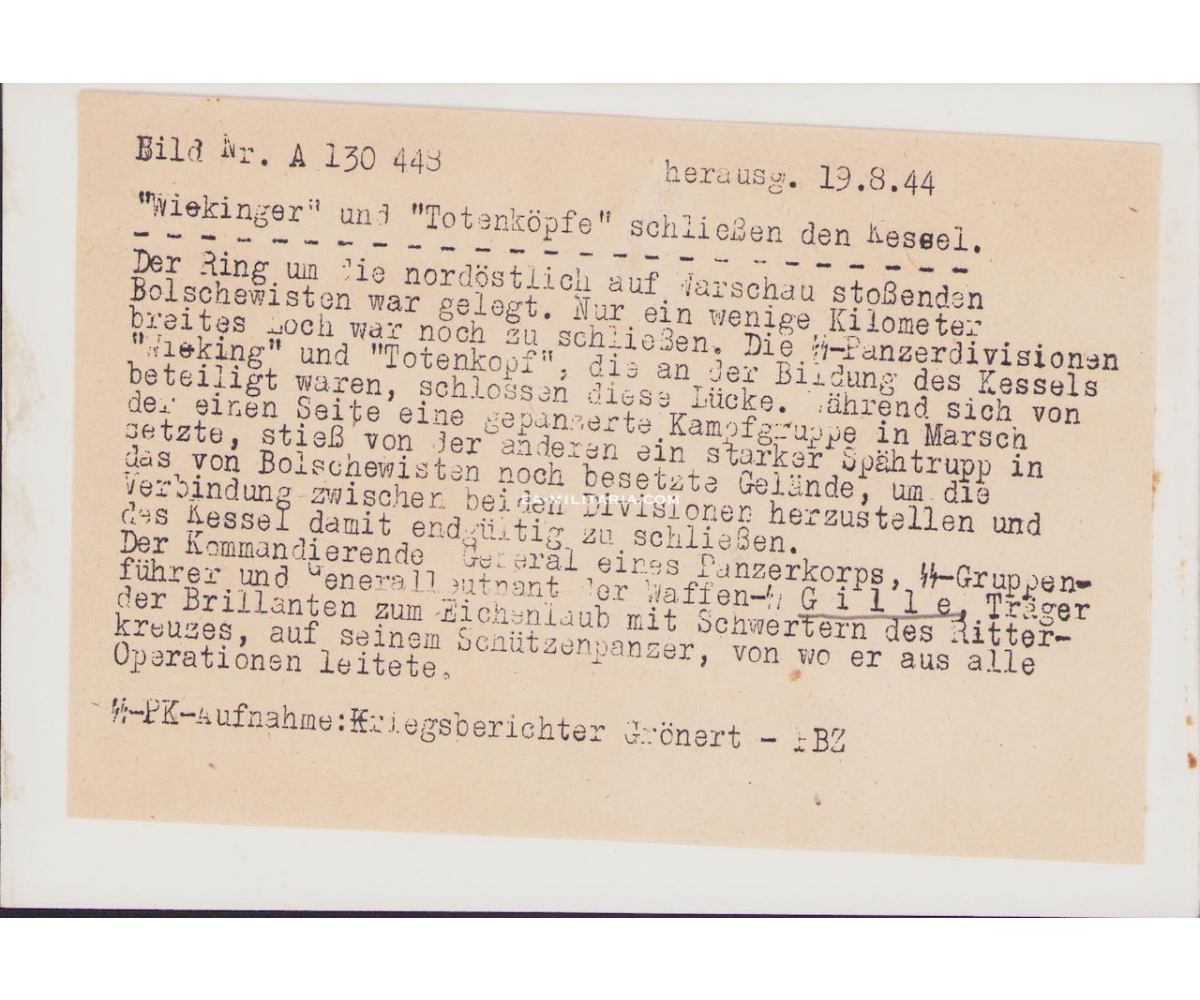 Bild Nr. A 130 448
herausg. 19.8.44
"Wiekinger" und "Totenköpfe" schließen den Kessel.
Der Ring um die nordöstlich auf Warschau stoßenden
Bolschewisten war gelegt. Nur ein wenige Kilometer
breites Loch war noch zu schließen. Die SS-Panzerdivisionen
"Wieking" und "Totenkopf", die an der Bildung des Kessels
beteiligt waren, schlossen diese Lücke. Während sich von
der einen Seite eine gepanzerte Kampfgruppe in Marsch
setzte, stieß von der anderen ein starker Spähtrupp in
das von Bolschewisten noch besetzte Gelände, um die
Verbindung zwischen beiden Divisionen herzustellen und
des Kessel damit endgültig zu schließen.
Der Kommandierende General eines Panzerkorps, SS-Gruppen-
führer und Generalleutnant der Waffen-SS G i l l e, Träger
der Brillanten zum Eichenlaub mit Schwertern des Ritter-
kreuzes, auf seinem Schützenpanzer, von wo er aus alle
Operationen leitete.
SS-PK-Aufnahme:Kriegsberichter Grönert - PBZ